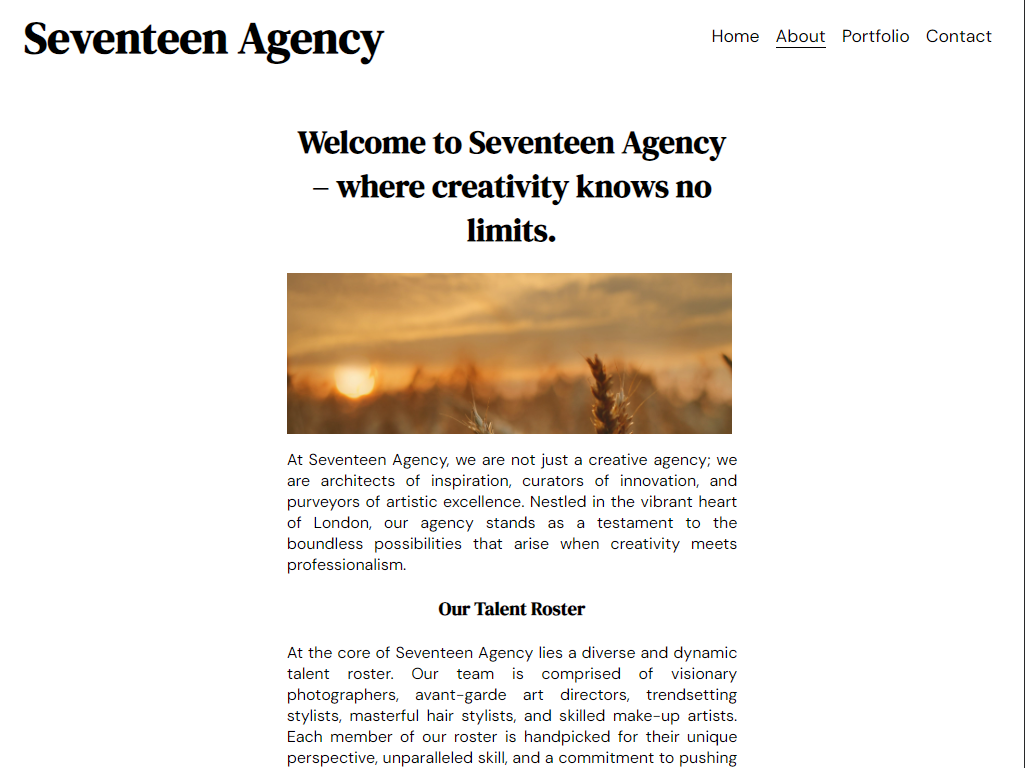 Seventeen Agency
Home About Portfolio Contact
Welcome to Seventeen Agency
– where creativity knows no
limits.
At Seventeen Agency, we are not just a creative agency; we
are architects of inspiration, curators of innovation, and
purveyors of artistic excellence. Nestled in the vibrant heart
of London, our agency stands as a testament to the
boundless possibilities that arise when creativity meets
professionalism.
Our Talent Roster
At the core of Seventeen Agency lies a diverse and dynamic
talent roster. Our team is comprised of visionary
photographers, avant-garde art directors, trendsetting
stylists, masterful hair stylists, and skilled make-up artists.
Each member of our roster is handpicked for their unique
perspective, unparalleled skill, and a commitment to pushing